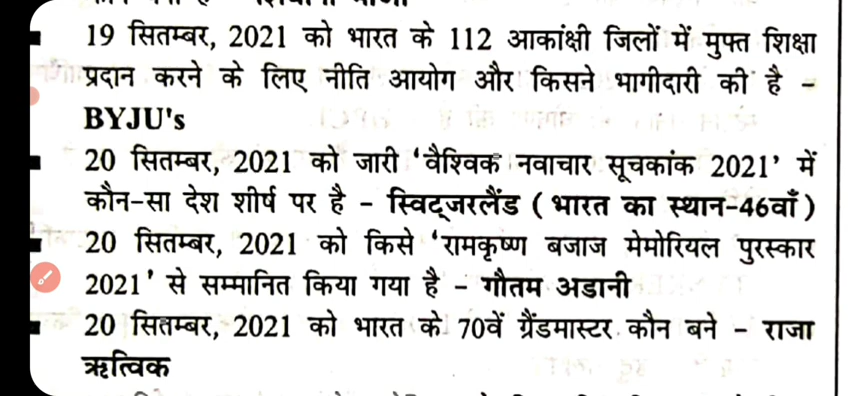 19 सितम्बर, 2021 को भारत के 112 आकांक्षी जिलों में मुफ्त शिक्षा
प्रदान करने के लिए नीति आयोग और किसने भागीदारी की है -
BYJU's
20 सितम्बर, 2021 को जारी ‘वैश्विक नवाचार सूचकांक 2021’ में
कौन-सा देश शीर्ष पर है - स्विट्जरलैंड ( भारत का स्थान-46वाँ )
20 सितम्बर, 2021 को किसे ‘रामकृष्ण बजाज मेमोरियल पुरस्कार
2021’ से सम्मानित किया गया है - गौतम अडानी
20 सितम्बर, 2021 को भारत के 70वें ग्रैंडमास्टर कौन बने - राजा
ऋत्विक